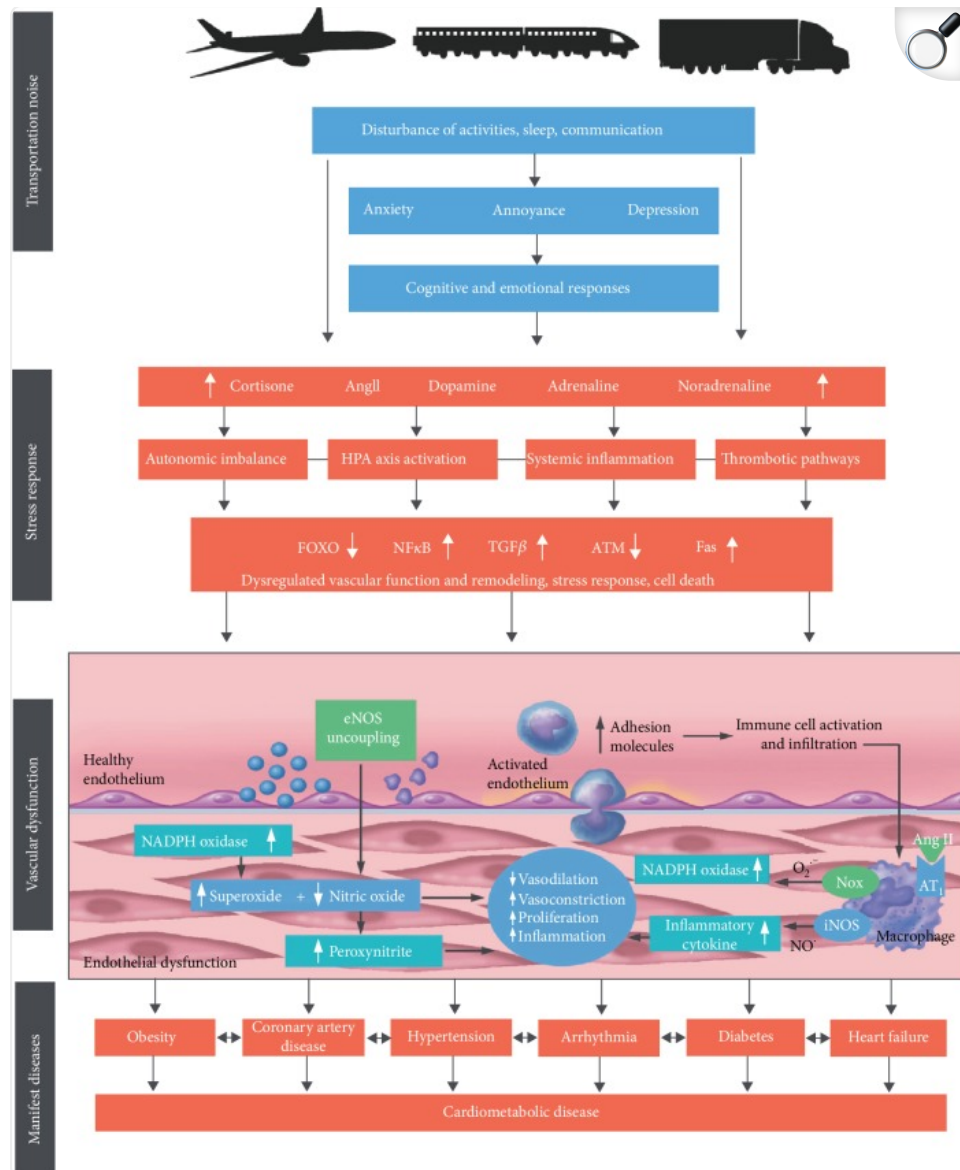 Transportation noise
Disturbance of activities, sleep, communication
Anxiety Annoyance Depression
Cognitive and emotional responses
Stress response
↑ Cortisone AngII Dopamine Adrenaline Noradrenaline ↑
Autonomic imbalance HPA axis activation Systemic inflammation Thrombotic pathways
FOXO ↓ NFκB ↑ TGFβ ↑ ATM ↓ Fas ↑
Dysregulated vascular function and remodeling, stress response, cell death
Vascular dysfunction
Healthy
endothelium
eNOS
uncoupling
Activated
endothelium
↑ Adhesion
molecules
Immune cell activation
and infiltration
NADPH oxidase ↑
↑ Superoxide + ↓ Nitric oxide
↑ Peroxynitrite
Endothelial dysfunction
↓ Vasodilation
↑ Vasoconstriction
↑ Proliferation
↑ Inflammation
NADPH oxidase ↑
O₂·−
Nox
Ang II
AT₁
Inflammatory
cytokine ↑
NO·
iNOS
Macrophage
Manifest diseases
Obesity
Coronary artery
disease
Hypertension
Arrhythmia
Diabetes
Heart failure
Cardiometabolic disease